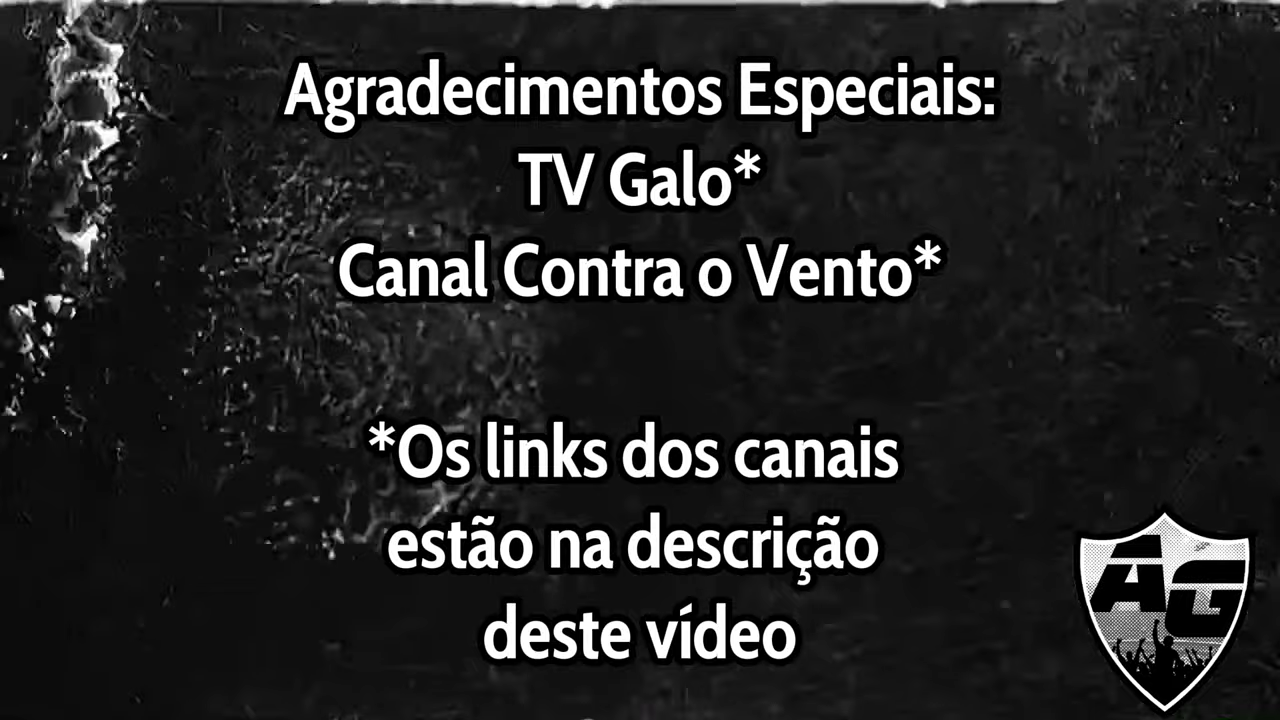 Agradecimentos Especiais:
TV Galo*
Canal Contra o Vento*
*Os links dos canais
estão na descrição
deste vídeo
AG